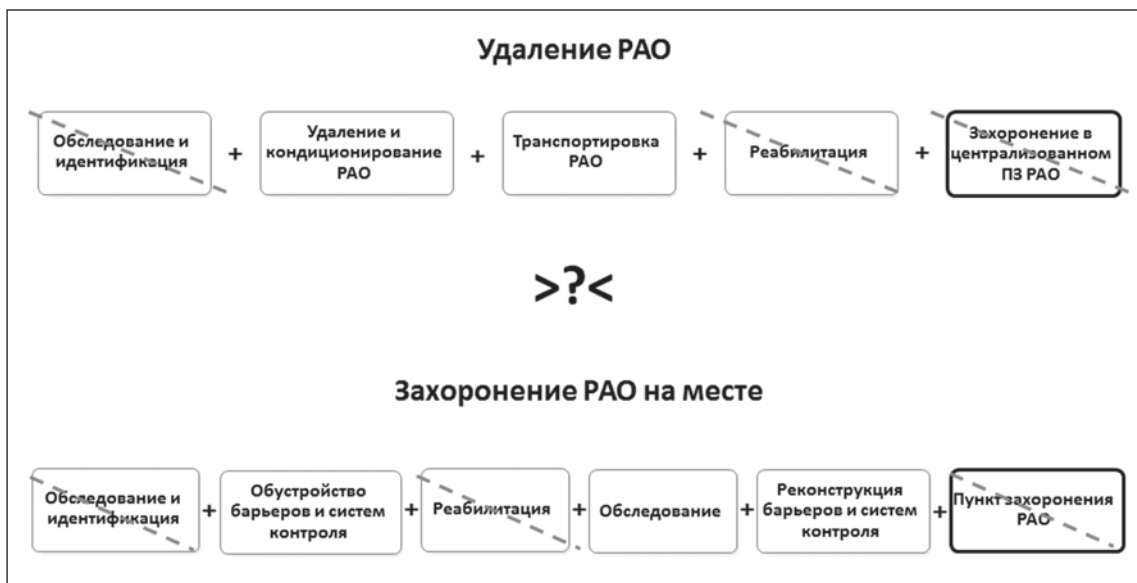 Удаление РАО
Обследование и
идентификация
+
Удаление и
кондиционирование
РАО
+
Транспортировка
РАО
+
Реабилитация
+
Захоронение в
централизованном
ПЗ РАО
>?<
Захоронение РАО на месте
Обследование и
идентификация
+
Обустройство
барьеров и систем
контроля
+
Реабилитация
+
Обследование
+
Реконструкция
барьеров и систем
контроля
+
Пункт захоронения
РАО